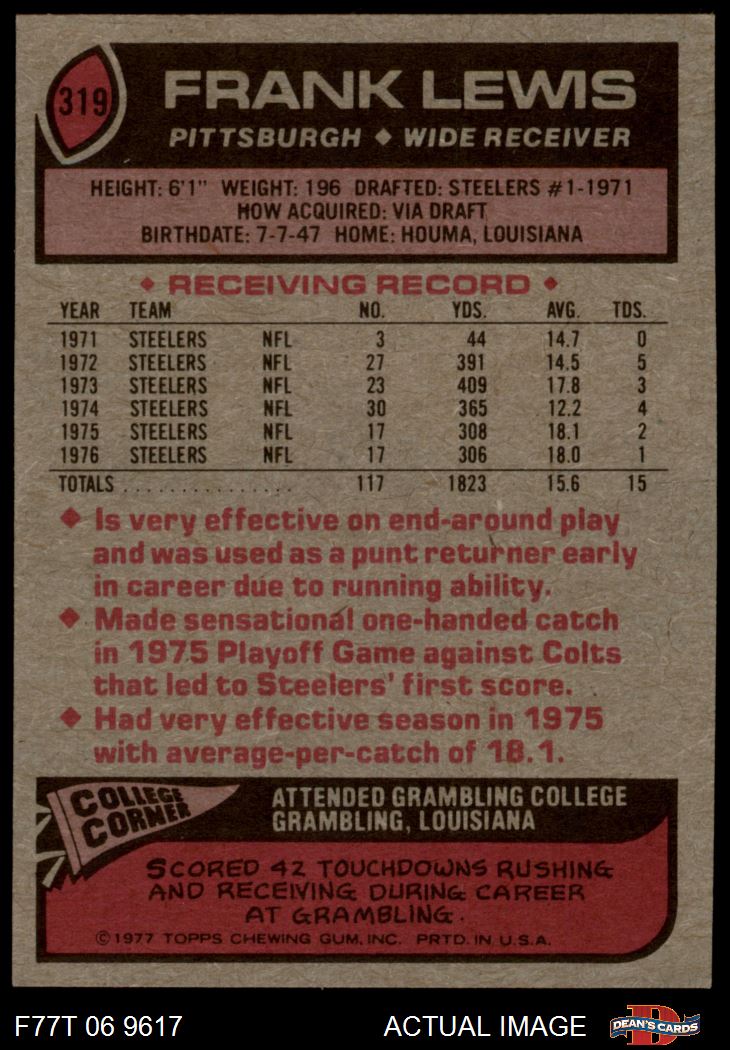 319
FRANK LEWIS
PITTSBURGH ♦ WIDE RECEIVER
HEIGHT: 6'1" WEIGHT: 196 DRAFTED: STEELERS #1-1971
HOW ACQUIRED: VIA DRAFT
BIRTHDATE: 7-7-47 HOME: HOUMA, LOUISIANA
♦ RECEIVING RECORD ♦
YEAR TEAM NO. YDS. AVG. TDS.
1971 STEELERS NFL 3 44 14.7 0
1972 STEELERS NFL 27 391 14.5 5
1973 STEELERS NFL 23 409 17.8 3
1974 STEELERS NFL 30 365 12.2 4
1975 STEELERS NFL 17 308 18.1 2
1976 STEELERS NFL 17 306 18.0 1
TOTALS ................ 117 1823 15.6 15
♦ Is very effective on end-around play
and was used as a punt returner early
in career due to running ability.
♦ Made sensational one-handed catch
in 1975 Playoff Game against Colts
that led to Steelers' first score.
♦ Had very effective season in 1975
with average-per-catch of 18.1.
COLLEGE
CORNER
ATTENDED GRAMBLING COLLEGE
GRAMBLING, LOUISIANA
SCORED 42 TOUCHDOWNS RUSHING
AND RECEIVING DURING CAREER
AT GRAMBLING.
©1977 TOPPS CHEWING GUM, INC. PRTD. IN U.S.A.
F77T 06 9617 ACTUAL IMAGE
D
DEAN'S CARDS